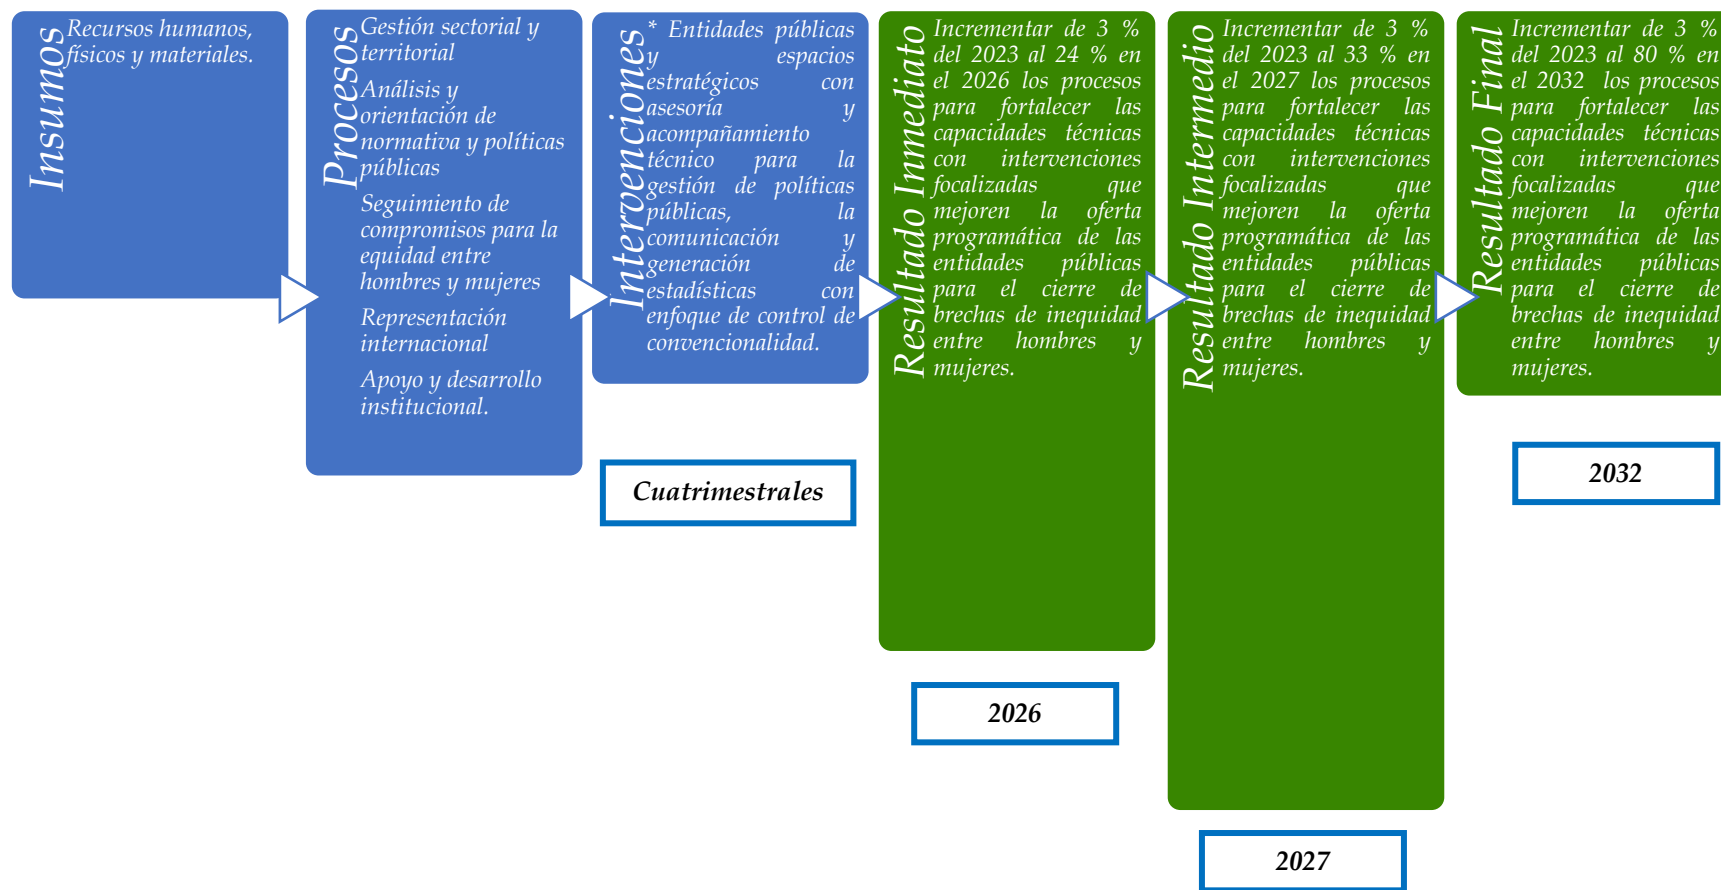 Insumos
Recursos humanos,
físicos y materiales.
Procesos
Gestión sectorial y
territorial
Análisis y
orientación de
normativa y políticas
públicas
Seguimiento de
compromisos para la
equidad entre
hombres y mujeres
Representación
internacional
Apoyo y desarrollo
institucional.
Intervenciones
* Entidades públicas
y espacios
estratégicos con
asesoría y
acompañamiento
técnico para la
gestión de políticas
públicas, la
comunicación y
generación de
estadísticas con
enfoque de control de
convencionalidad.
Cuatrimestrales
Resultado Inmediato
Incrementar de 3 %
del 2023 al 24 % en
el 2026 los procesos
para fortalecer las
capacidades técnicas
con intervenciones
focalizadas que
mejoren la oferta
programática de las
entidades públicas
para el cierre de
brechas de inequidad
entre hombres y
mujeres.
2026
Resultado Intermedio
Incrementar de 3 %
del 2023 al 33 % en
el 2027 los procesos
para fortalecer las
capacidades técnicas
con intervenciones
focalizadas que
mejoren la oferta
programática de las
entidades públicas
para el cierre de
brechas de inequidad
entre hombres y
mujeres.
2027
Resultado Final
Incrementar de 3 %
del 2023 al 80 % en
el 2032 los procesos
para fortalecer las
capacidades técnicas
con intervenciones
focalizadas que
mejoren la oferta
programática de las
entidades públicas
para el cierre de
brechas de inequidad
entre hombres y
mujeres.
2032